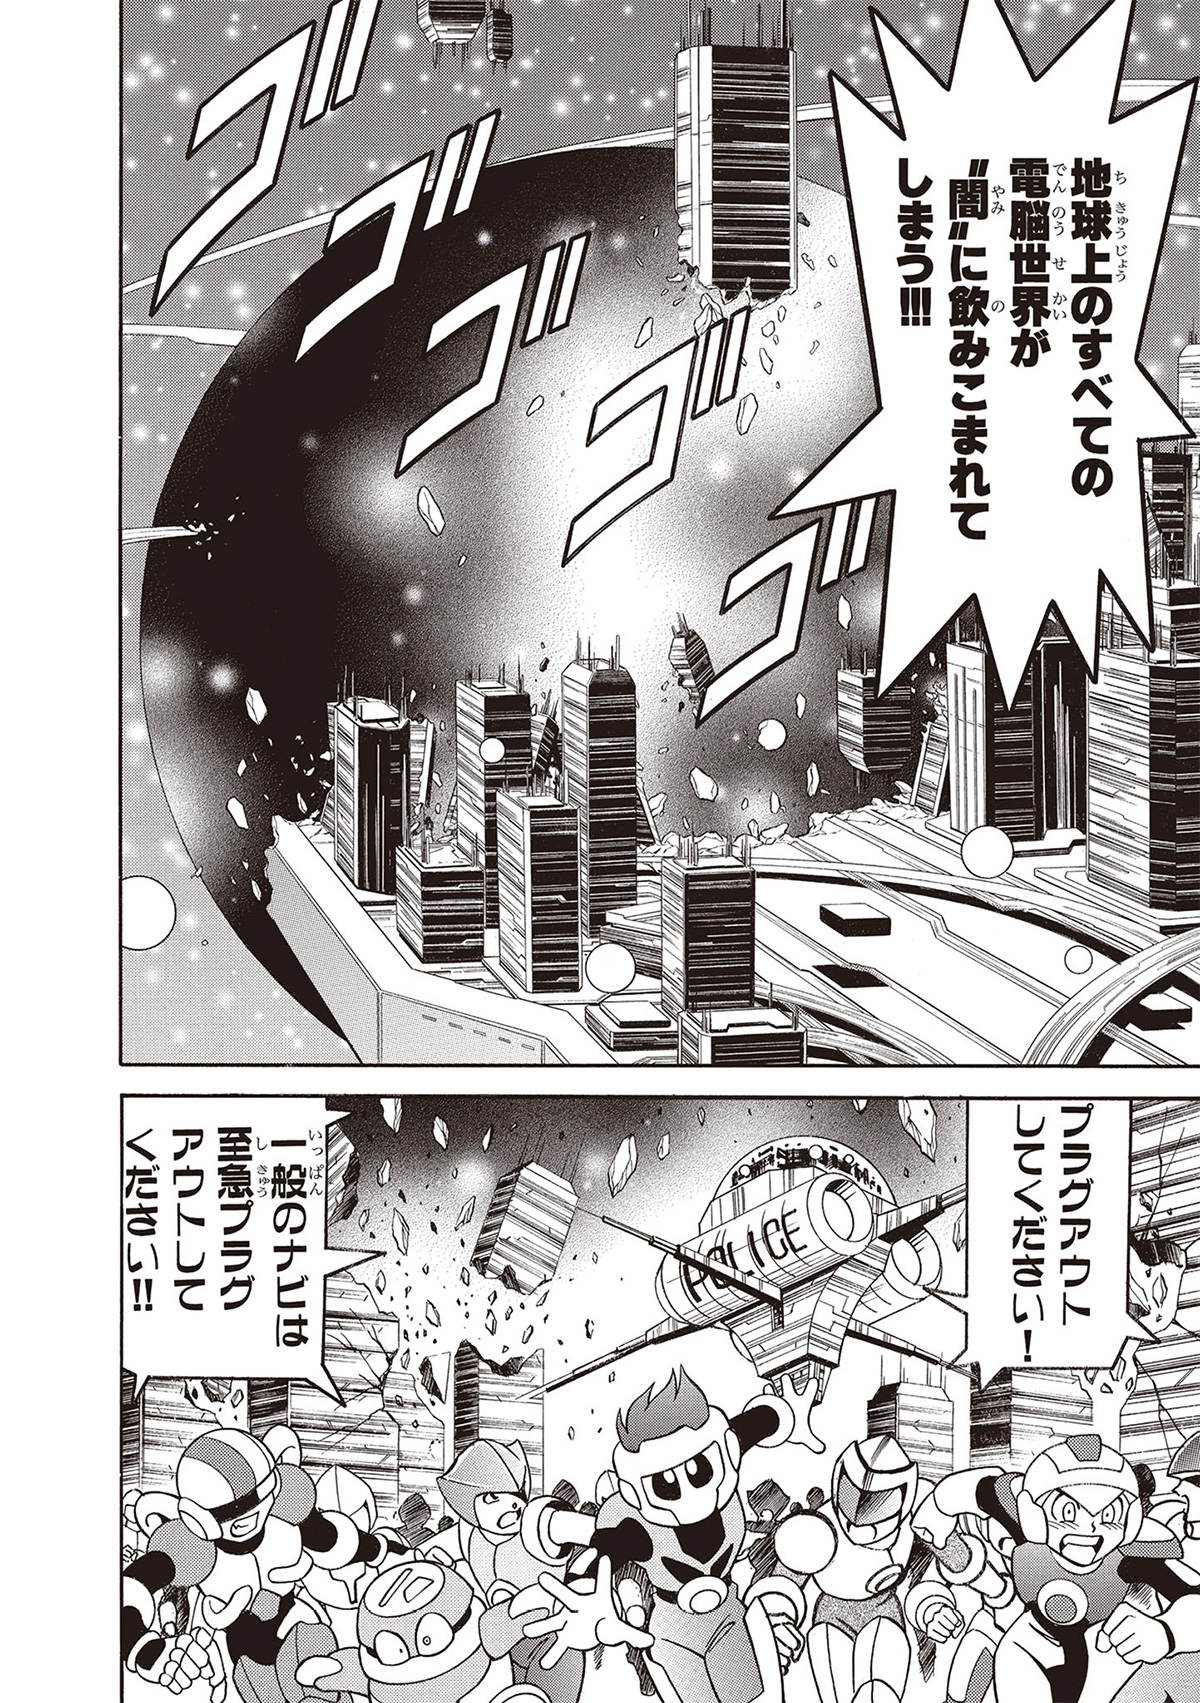 地球上のすべての
電脳世界が
“闇”に飲みこまれて
しまう!!!
ゴゴゴゴゴ
プラグアウト
してください!
POLICE
一般のナビは
至急プラグ
アウトして
ください!!